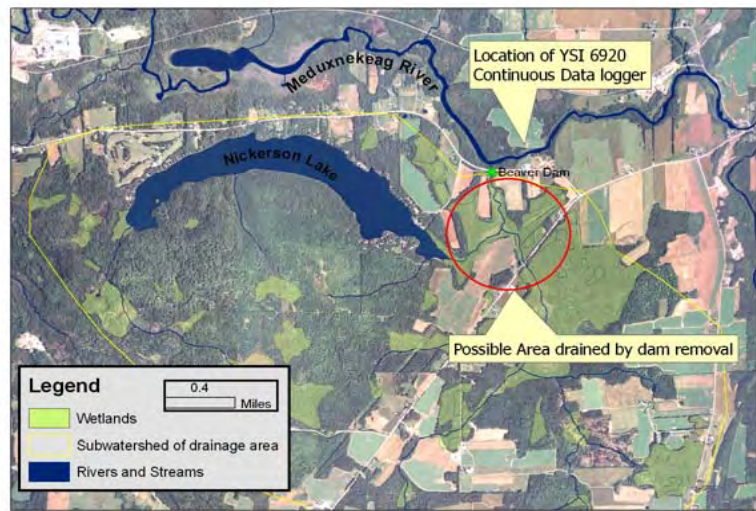 Meduxnekeag River
Location of YSI 6920
Continuous Data logger
Nickerson Lake
Beaver Dam
Possible Area drained by dam removal
Legend
0.4
Miles
Wetlands
Subwatershed of drainage area
Rivers and Streams